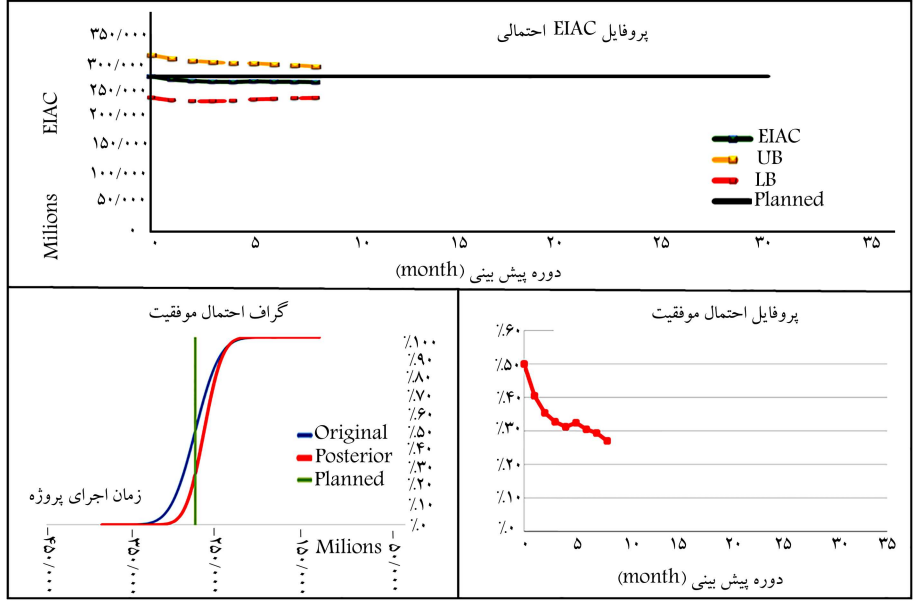 پروفایل EIAC احتمالی
EIAC
Milions
۳۵۰/۰۰۰
۳۰۰/۰۰۰
۲۵۰/۰۰۰
۲۰۰/۰۰۰
۱۵۰/۰۰۰
۱۰۰/۰۰۰
۵۰/۰۰۰
۰
۰ ۵ ۱۰ ۱۵ ۲۰ ۲۵ ۳۰ ۳۵
دوره پیش بینی (month)
EIAC
UB
LB
Planned
گراف احتمال موفقیت
٪۱۰۰
٪۹۰
٪۸۰
٪۷۰
٪۶۰
٪۵۰
٪۴۰
٪۳۰
٪۲۰
٪۱۰
٪۰
Original
Posterior
Planned
زمان اجرای پروژه
-۴۵۰/۰۰۰ -۳۵۰/۰۰۰ -۲۵۰/۰۰۰ -۱۵۰/۰۰۰ -۵۰/۰۰۰
Milions
پروفایل احتمال موفقیت
٪۶۰
٪۵۰
٪۴۰
٪۳۰
٪۲۰
٪۱۰
٪۰
۰ ۵ ۱۰ ۱۵ ۲۰ ۲۵ ۳۰ ۳۵
دوره پیش بینی (month)